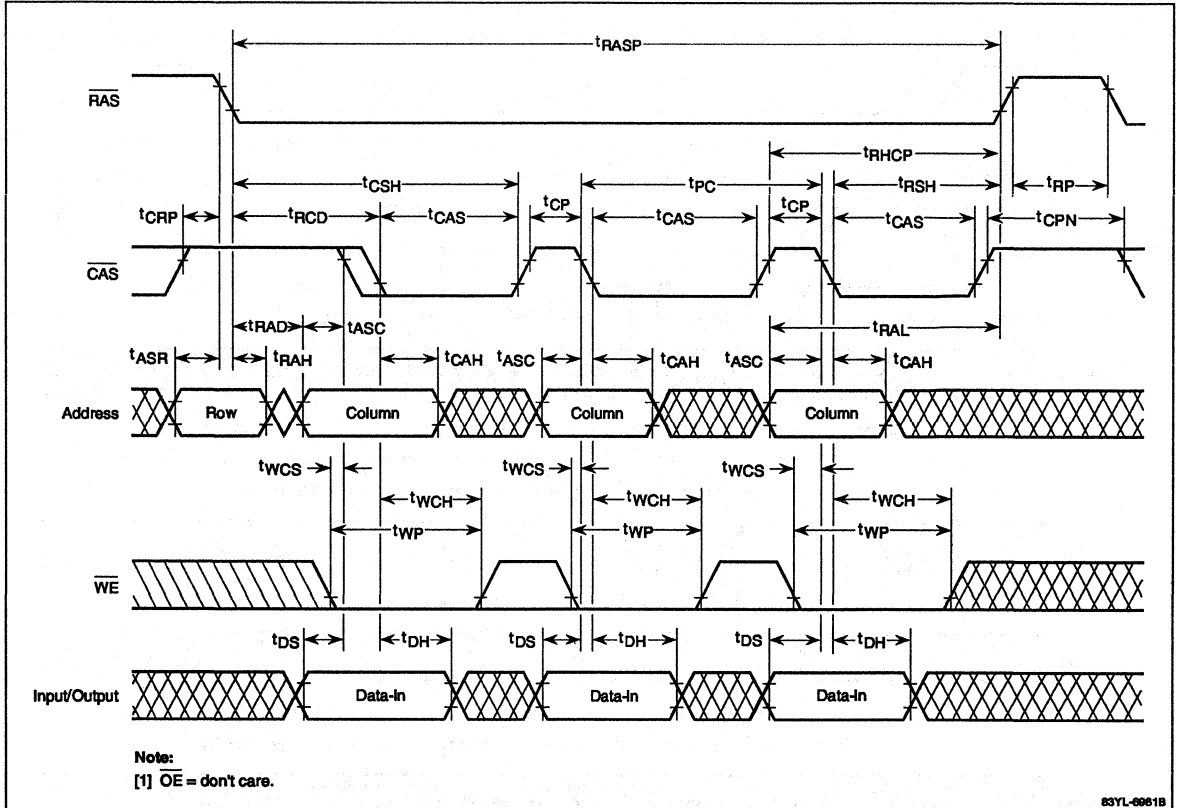 tRASP
RAS
tRHCP
tCSH tPC tRSH tRP
tCRP tRCD tCAS tCP tCAS tCP tCAS tCPN
CAS
tRAD tASC tRAL
tASR tRAH tCAH tASC tCAH tASC tCAH
Address Row Column Column Column
tWCS tWCS tWCS
tWCH tWCH tWCH
tWP tWP tWP
WE
tDS tDH tDS tDH tDS tDH
Input/Output Data-In Data-In Data-In
Note:
[1] OE = don't care.
83YL-6981B